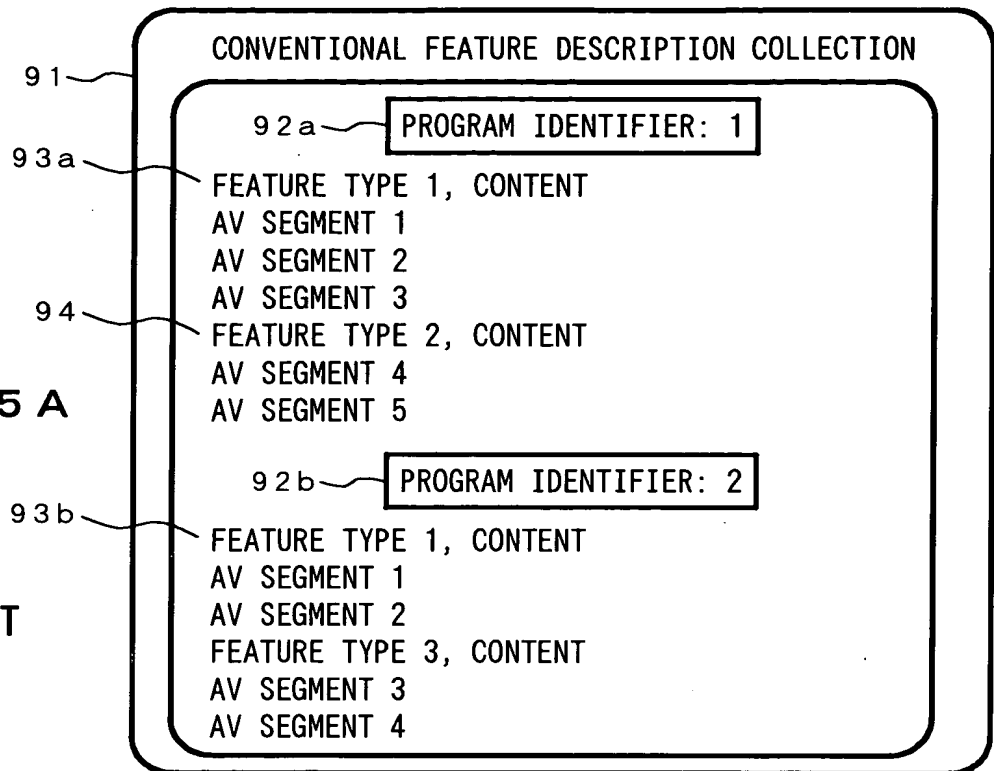 CONVENTIONAL FEATURE DESCRIPTION COLLECTION
91
92a
PROGRAM IDENTIFIER: 1
93a
FEATURE TYPE 1, CONTENT
AV SEGMENT 1
AV SEGMENT 2
AV SEGMENT 3
94
FEATURE TYPE 2, CONTENT
AV SEGMENT 4
5 A
AV SEGMENT 5
92b
PROGRAM IDENTIFIER: 2
93b
FEATURE TYPE 1, CONTENT
AV SEGMENT 1
AV SEGMENT 2
T
FEATURE TYPE 3, CONTENT
AV SEGMENT 3
AV SEGMENT 4